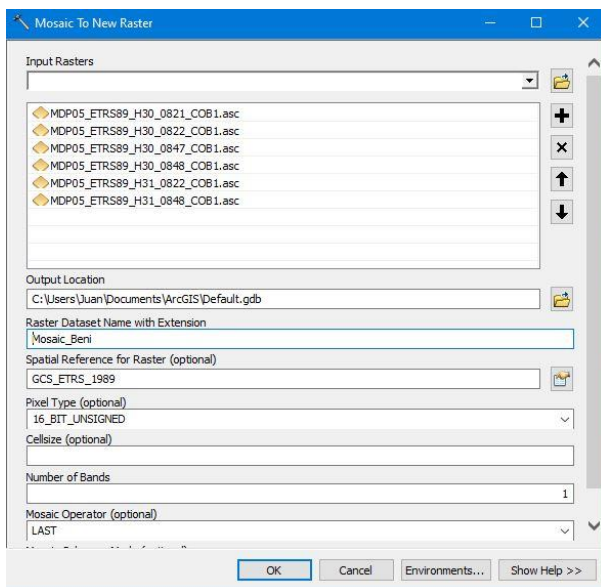 Mosaic To New Raster
Input Rasters
MDP05_ETRS89_H30_0821_COB1.asc
MDP05_ETRS89_H30_0822_COB1.asc
MDP05_ETRS89_H30_0847_COB1.asc
MDP05_ETRS89_H30_0848_COB1.asc
MDP05_ETRS89_H31_0822_COB1.asc
MDP05_ETRS89_H31_0848_COB1.asc
Output Location
C:\Users\Juan\Documents\ArcGIS\Default.gdb
Raster Dataset Name with Extension
Mosaic_Beni
Spatial Reference for Raster (optional)
GCS_ETRS_1989
Pixel Type (optional)
16_BIT_UNSIGNED
Cellsize (optional)
Number of Bands
1
Mosaic Operator (optional)
LAST
OK Cancel Environments... Show Help >>